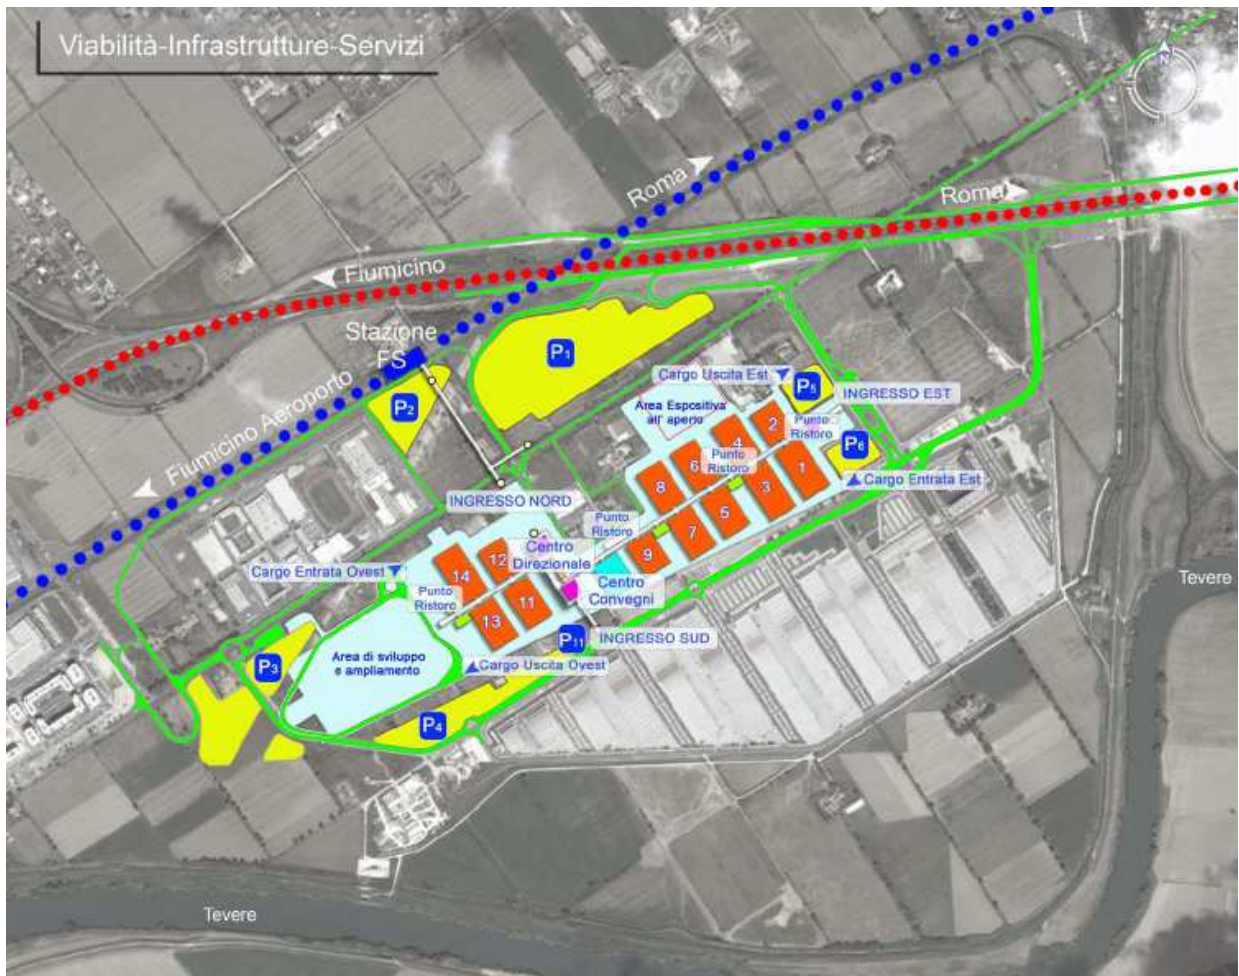 Viabilità-Infrastrutture-Servizi
N
Roma
Roma
Fiumicino
Stazione
FS
P1
Cargo Uscita Est
P5
INGRESSO EST
P2
Fiumicino Aeroporto
Area Espositiva
all' aperto
2
Punto
Ristoro
4
P6
Punto
Ristoro
6
1
Cargo Entrata Est
8
3
INGRESSO NORD
5
Punto
Ristoro
7
Centro
Direzionale
12
9
Cargo Entrata Ovest
14
Centro
Convegni
Punto
Ristoro
11
13
Tevere
P11
INGRESSO SUD
P3
Area di sviluppo
e ampliamento
Cargo Uscita Ovest
P4
Tevere